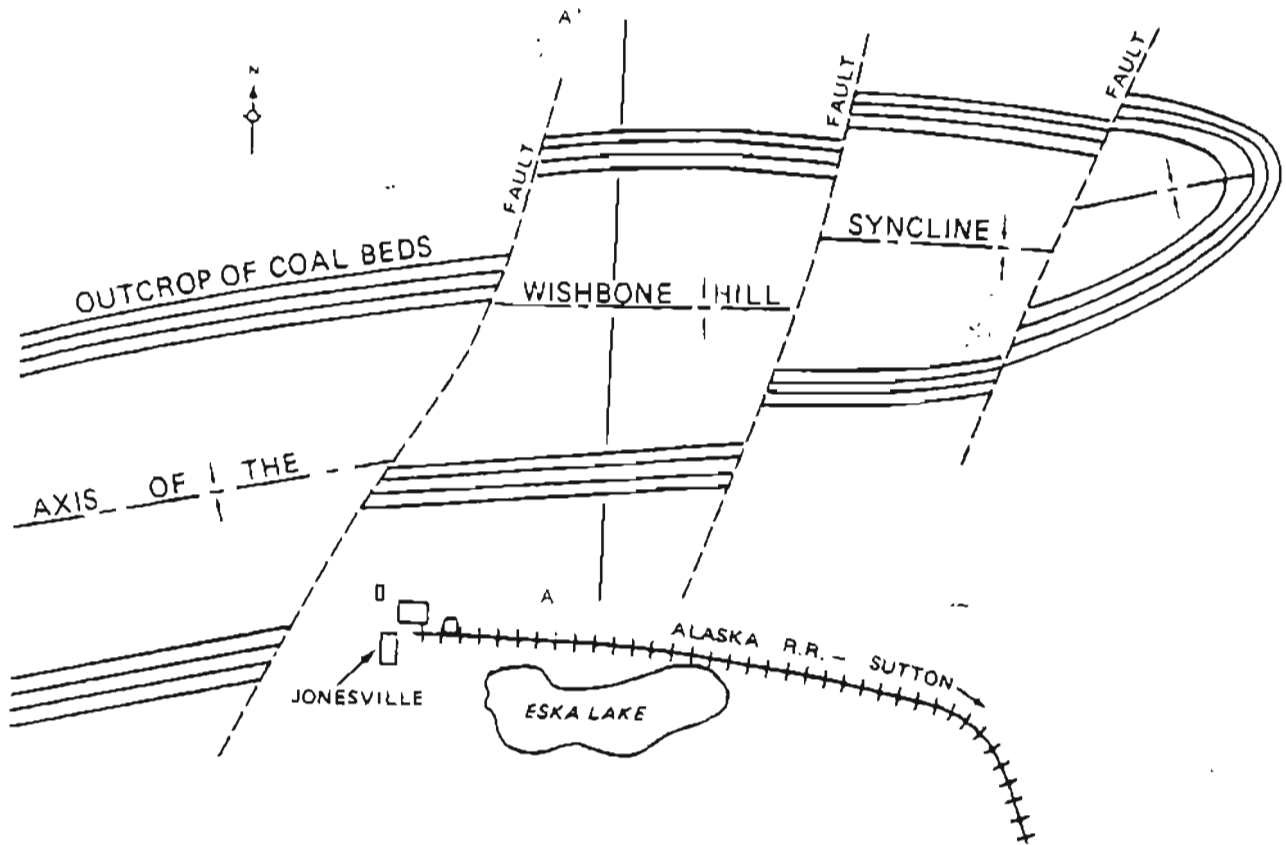 A'
N
FAULT
FAULT
FAULT
OUTCROP OF COAL BEDS
WISHBONE HILL
SYNCLINE
AXIS OF THE
A
JONESVILLE
ALASKA R.R. – SUTTON
ESKA LAKE